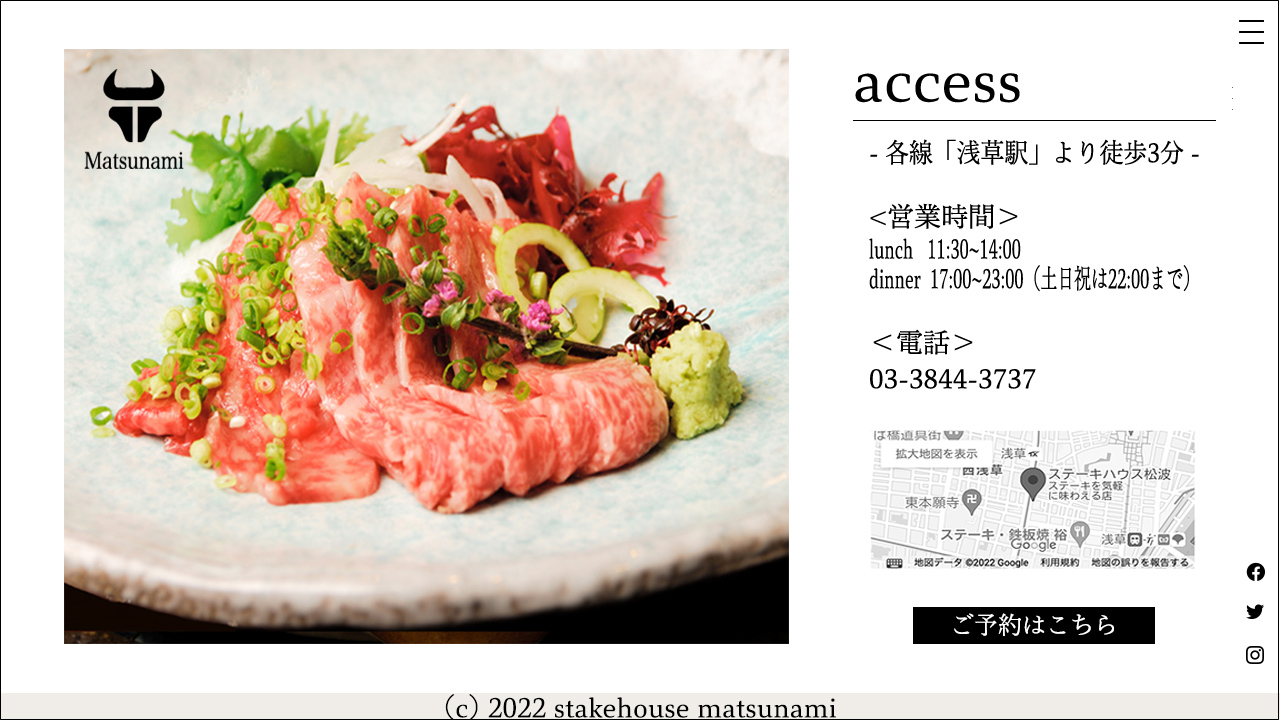 Matsunami
access
- 各線「浅草駅」より徒歩3分 -
<営業時間＞
lunch 11:30~14:00
dinner 17:00~23:00（土日祝は22:00まで）
＜電話＞
03-3844-3737
ば橋道具街
拡大地図を表示
浅草
西浅草
ステーキハウス松波
ステーキを気軽
に味わえる店
東本願寺
ステーキ・鉄板焼 裕
浅草
Google
地図データ ©2022 Google 利用規約 地図の誤りを報告する
ご予約はこちら
(c) 2022 stakehouse matsunami